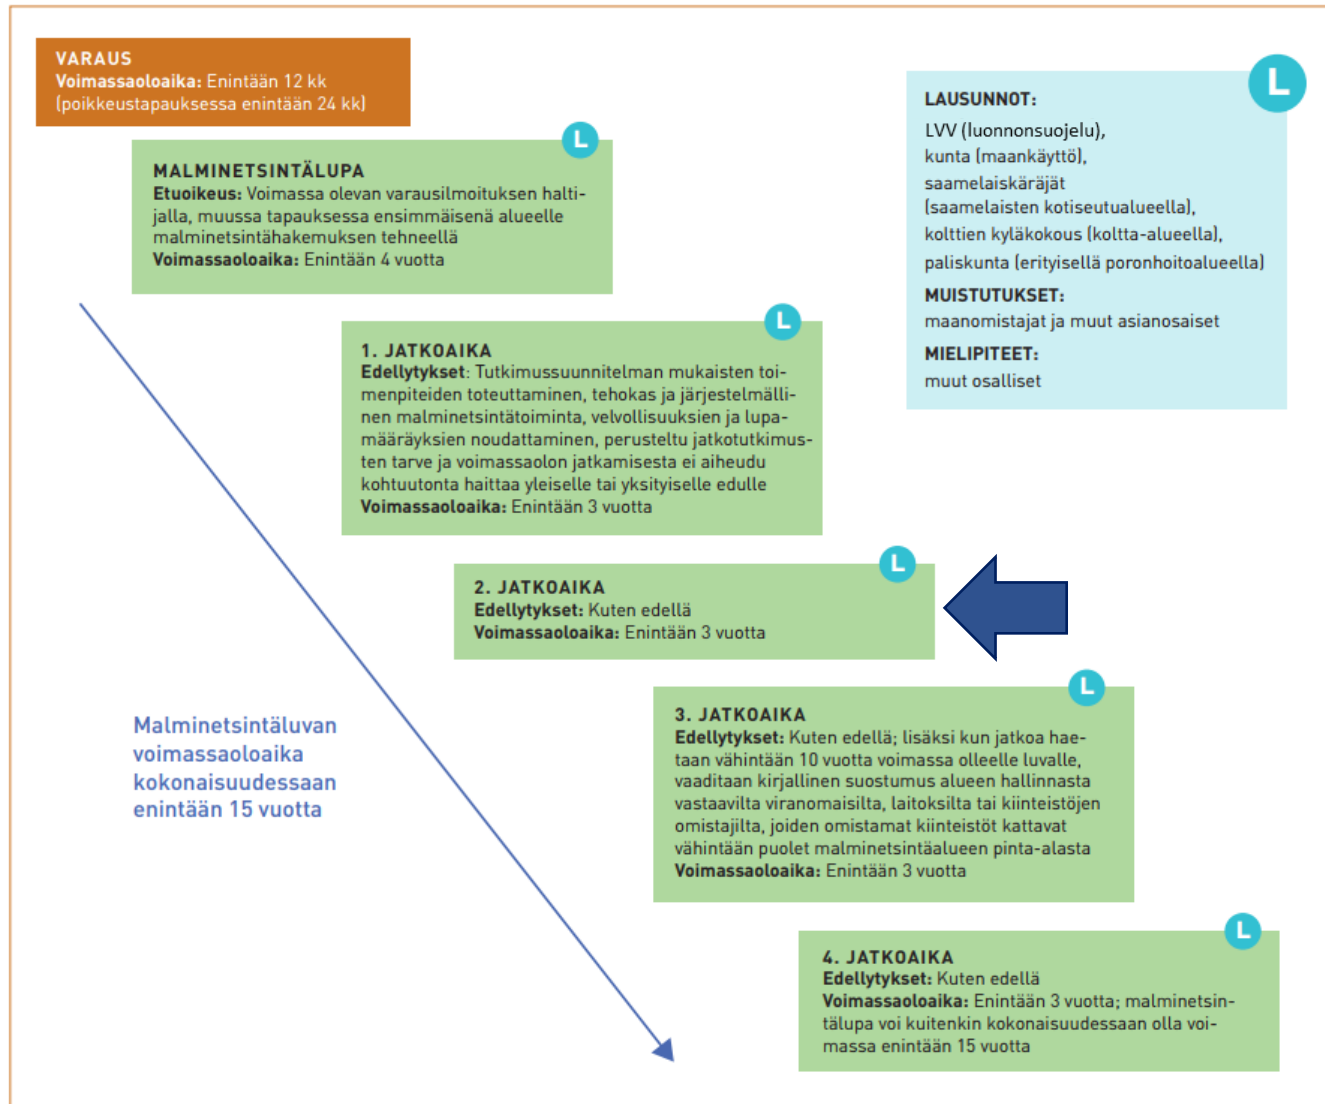 VARAUS
Voimassaoloaika: Enintään 12 kk
(poikkeustapauksessa enintään 24 kk)
L
MALMINETSINTÄLUPA
Etuoikeus: Voimassa olevan varausilmoituksen halti-
jalla, muussa tapauksessa ensimmäisenä alueelle
malminetsintähakemuksen tehneellä
Voimassaoloaika: Enintään 4 vuotta
L
LAUSUNNOT:
LVV (luonnonsuojelu),
kunta (maankäyttö),
saamelaiskäräjät
(saamelaisten kotiseutualueella),
kolttien kyläkokous (koltta-alueella),
paliskunta (erityisellä poronhoitoalueella)
MUISTUTUKSET:
maanomistajat ja muut asianosaiset
MIELIPITEET:
muut osalliset
L
1. JATKOAIKA
Edellytykset: Tutkimussuunnitelman mukaisten toi-
menpiteiden toteuttaminen, tehokas ja järjestelmälli-
nen malminetsintätoiminta, velvollisuuksien ja lupa-
määräyksien noudattaminen, perusteltu jatkotutkimus-
ten tarve ja voimassaolon jatkamisesta ei aiheudu
kohtuutonta haittaa yleiselle tai yksityiselle edulle
Voimassaoloaika: Enintään 3 vuotta
L
2. JATKOAIKA
Edellytykset: Kuten edellä
Voimassaoloaika: Enintään 3 vuotta
L
3. JATKOAIKA
Edellytykset: Kuten edellä; lisäksi kun jatkoa hae-
taan vähintään 10 vuotta voimassa olleelle luvalle,
vaaditaan kirjallinen suostumus alueen hallinnasta
vastaavilta viranomaisilta, laitoksilta tai kiinteistöjen
omistajilta, joiden omistamat kiinteistöt kattavat
vähintään puolet malminetsintäalueen pinta-alasta
Voimassaoloaika: Enintään 3 vuotta
Malminetsintäluvan
voimassaoloaika
kokonaisuudessaan
enintään 15 vuotta
L
4. JATKOAIKA
Edellytykset: Kuten edellä
Voimassaoloaika: Enintään 3 vuotta; malminetsin-
tälupa voi kuitenkin kokonaisuudessaan olla voi-
massa enintään 15 vuotta